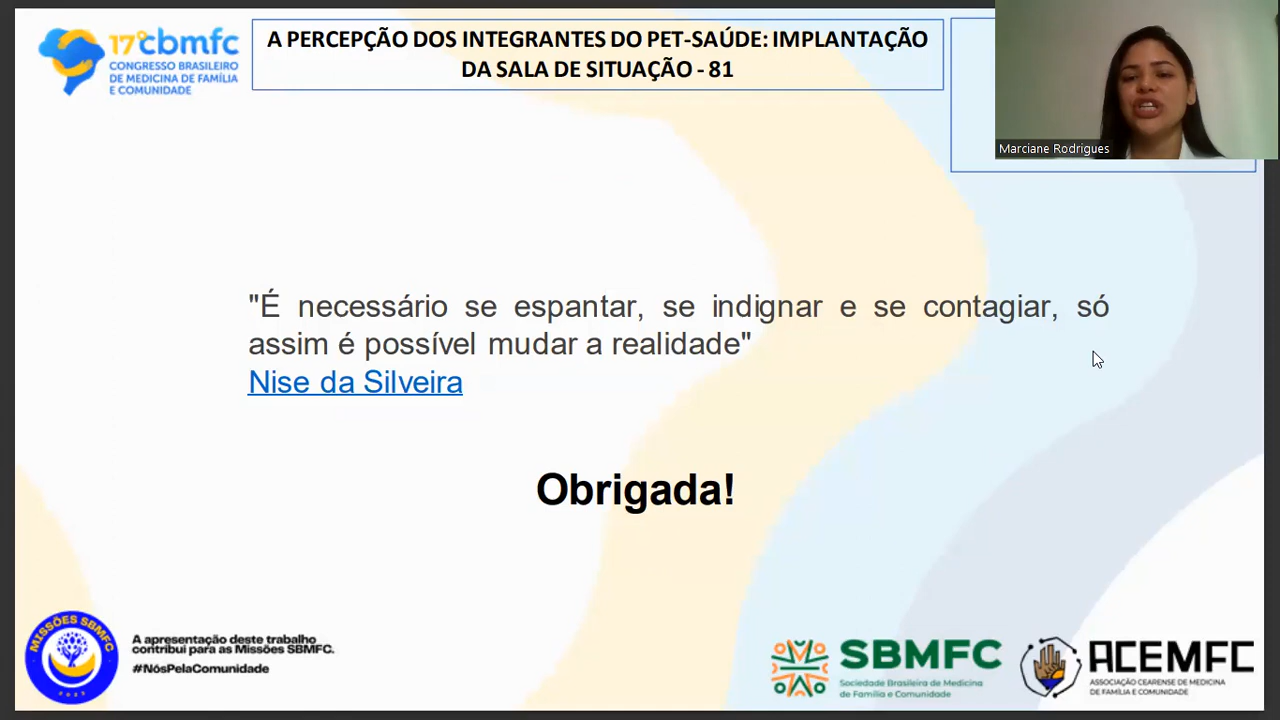 17º cbmfc
CONGRESSO BRASILEIRO
DE MEDICINA DE FAMÍLIA
E COMUNIDADE
A PERCEPÇÃO DOS INTEGRANTES DO PET-SAÚDE: IMPLANTAÇÃO
DA SALA DE SITUAÇÃO - 81
Marciane Rodrigues
"É necessário se espantar, se indignar e se contagiar, só
assim é possível mudar a realidade"
Nise da Silveira
Obrigada!
MISSÕES SBMFC
2023
A apresentação deste trabalho
contribui para as Missões SBMFC.
#NósPelaComunidade
SBMFC
Sociedade Brasileira de Medicina
de Família e Comunidade
ACEMFC
ASSOCIAÇÃO CEARENSE DE MEDICINA
DE FAMÍLIA E COMUNIDADE